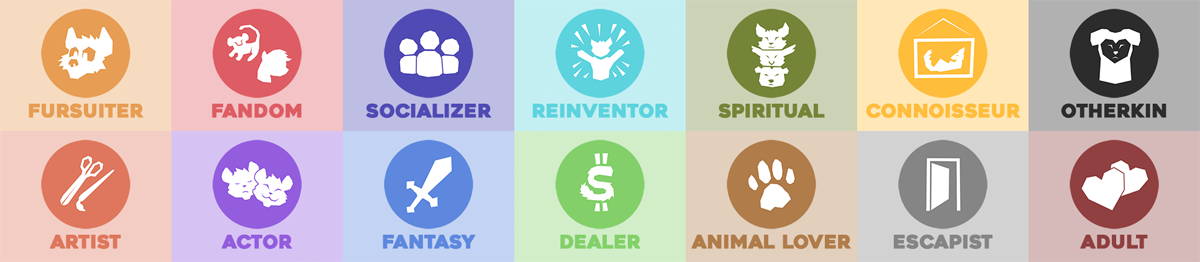 FURSUITER
FANDOM
SOCIALIZER
REINVENTOR
SPIRITUAL
CONNOISSEUR
OTHERKIN
ARTIST
ACTOR
FANTASY
$
DEALER
ANIMAL LOVER
ESCAPIST
ADULT